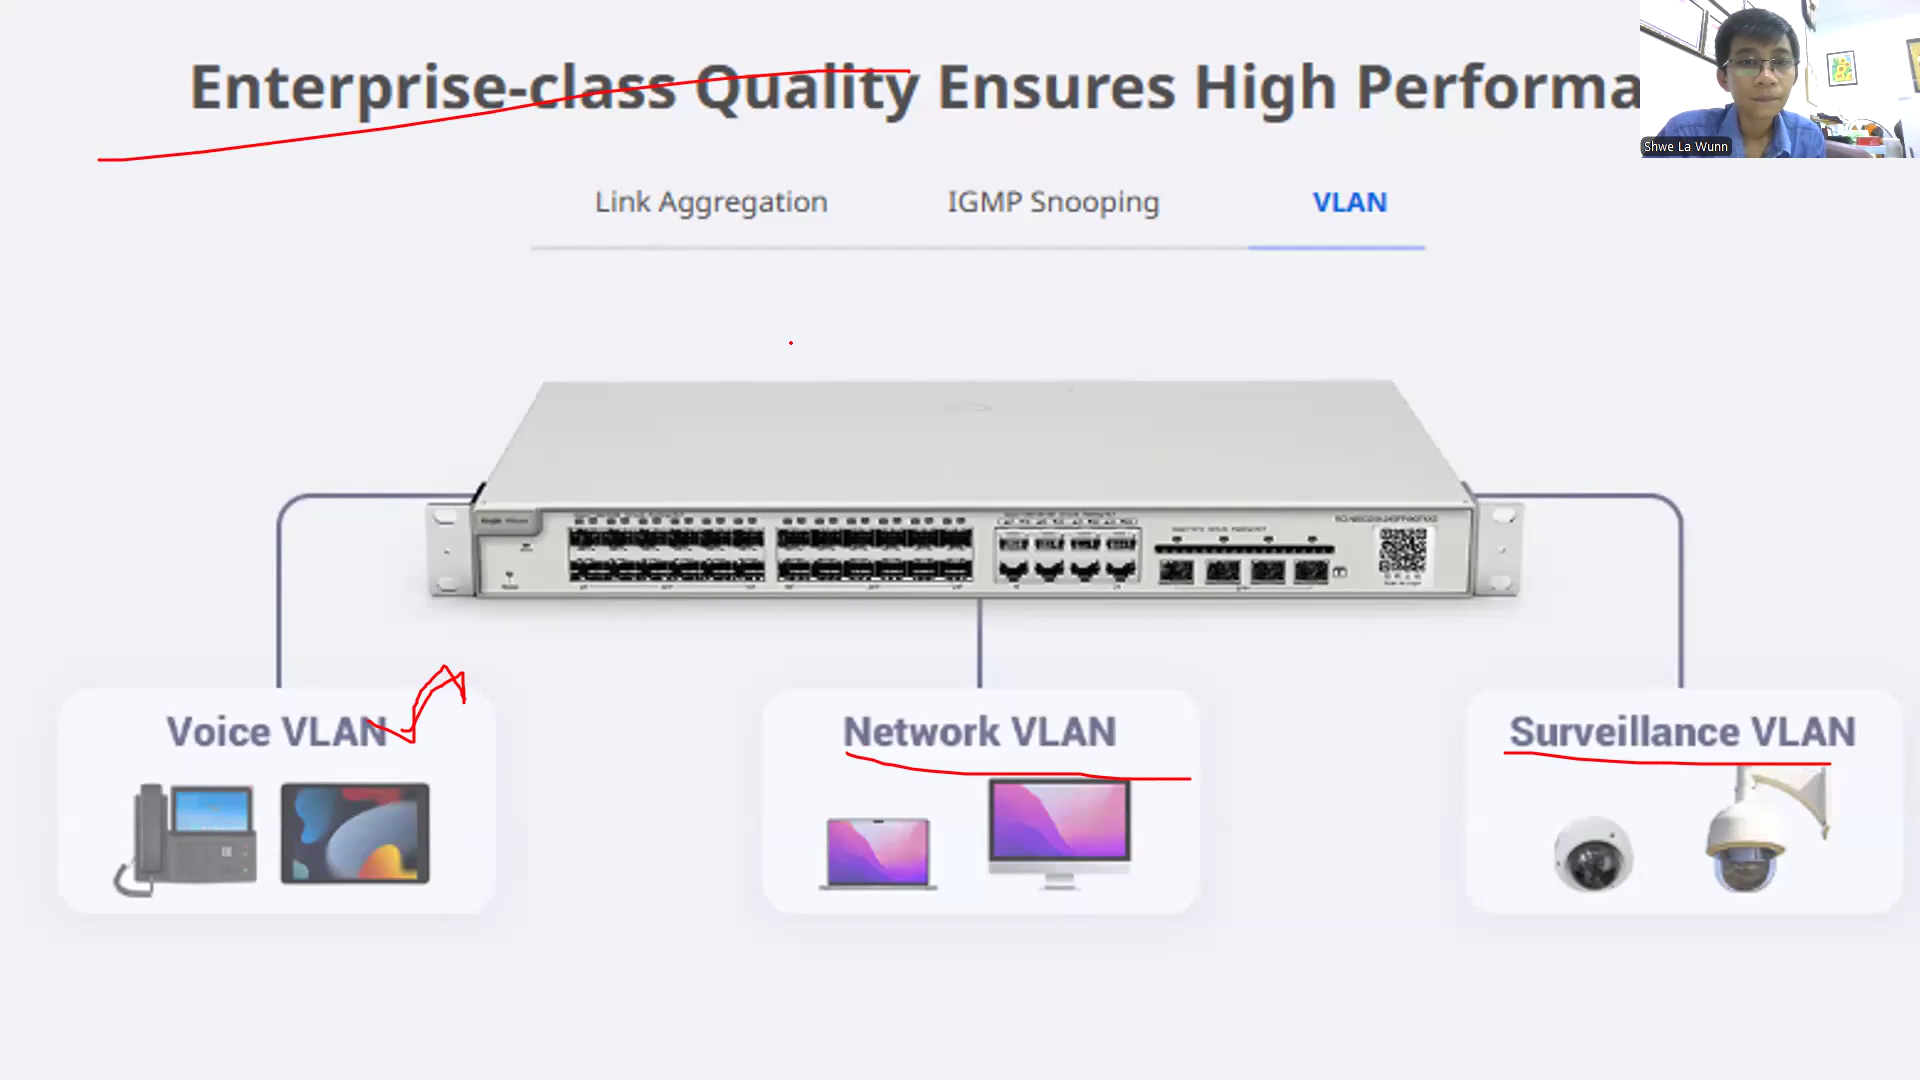 Enterprise-class Quality Ensures High Performa
Shwe La Wunn
Link Aggregation
IGMP Snooping
VLAN
Voice VLAN
Network VLAN
Surveillance VLAN